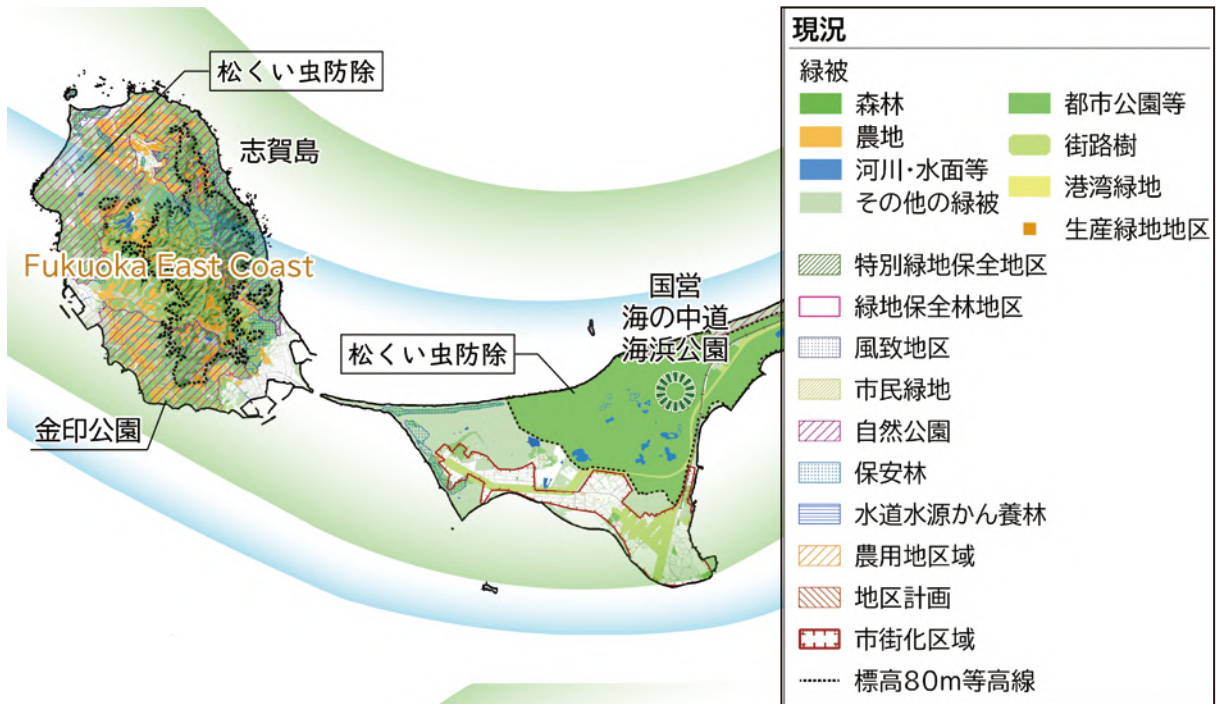 松くい虫防除
志賀島
Fukuoka East Coast
国営
海の中道
海浜公園
松くい虫防除
金印公園
現況
緑被
森林
農地
河川・水面等
その他の緑被
都市公園等
街路樹
港湾緑地
生産緑地地区
特別緑地保全地区
緑地保全林地区
風致地区
市民緑地
自然公園
保安林
水道水源かん養林
農用地区域
地区計画
市街化区域
標高80m等高線